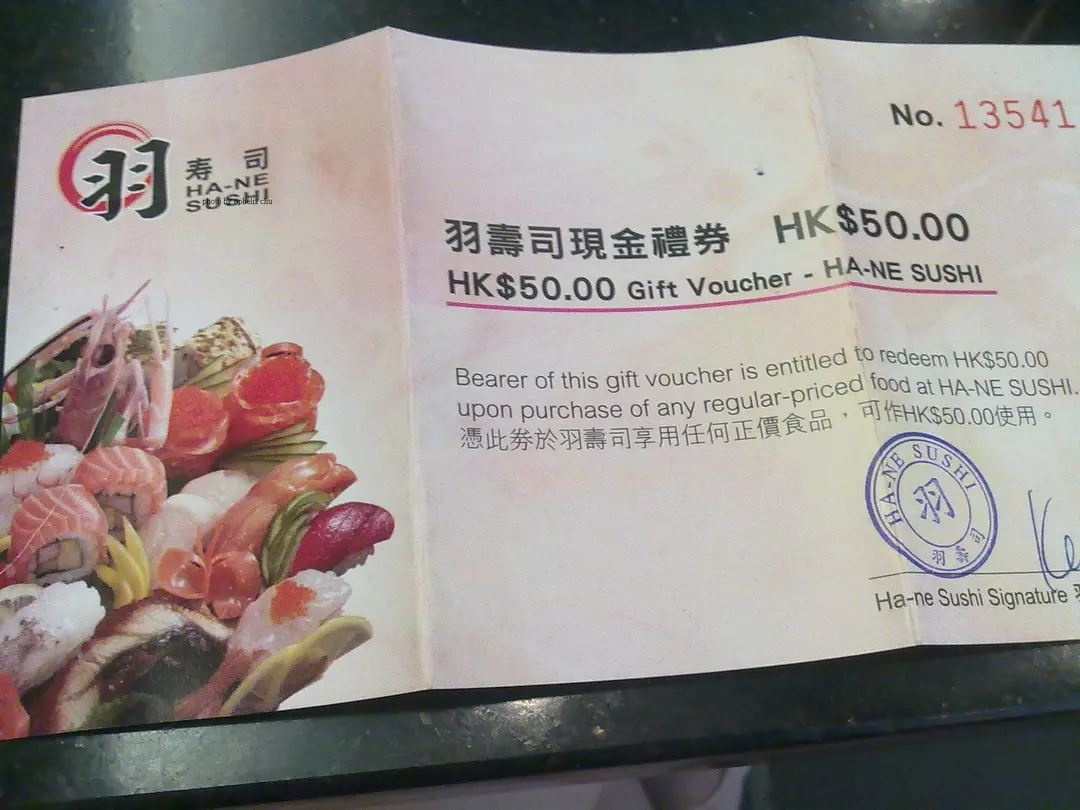 羽
寿 司
HA-NE
SUSHI
photo by ophelia chu
No. 13541
羽壽司現金禮券 HK$50.00
HK$50.00 Gift Voucher - HA-NE SUSHI
Bearer of this gift voucher is entitled to redeem HK$50.00
upon purchase of any regular-priced food at HA-NE SUSHI.
憑此券於羽壽司享用任何正價食品，可作HK$50.00使用。
HA-NE SUSHI
羽
羽壽司
Ha-ne Sushi Signature